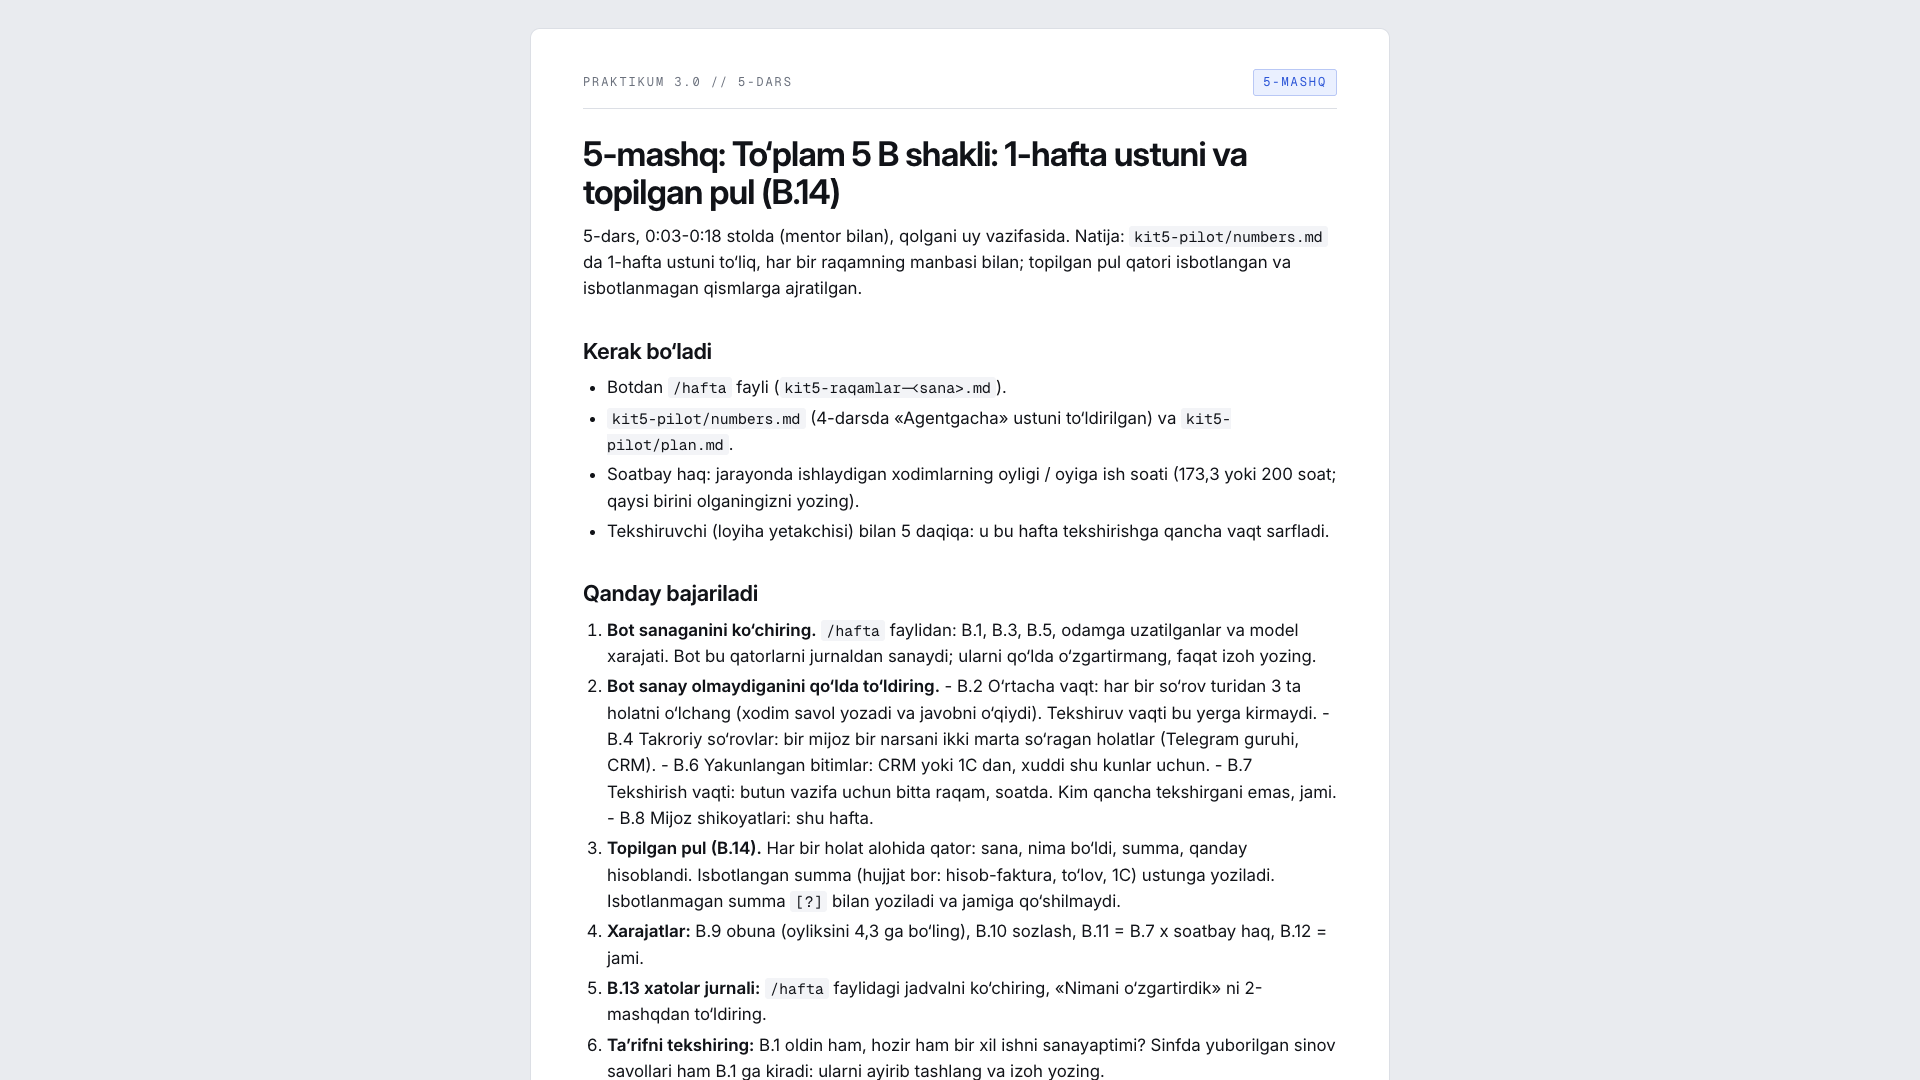 PRAKTIKUM 3.0 // 5-DARS
5-MASHQ
5-mashq: To‘plam 5 B shakli: 1-hafta ustuni va
topilgan pul (B.14)
5-dars, 0:03-0:18 stolda (mentor bilan), qolgani uy vazifasida. Natija: kit5-pilot/numbers.md
da 1-hafta ustuni to‘liq, har bir raqamning manbasi bilan; topilgan pul qatori isbotlangan va
isbotlanmagan qismlarga ajratilgan.
Kerak bo‘ladi
• Botdan /hafta fayli (kit5-raqamlar-<sana>.md).
• kit5-pilot/numbers.md (4-darsda «Agentgacha» ustuni to‘ldirilgan) va kit5-
pilot/plan.md.
• Soatbay haq: jarayonda ishlaydigan xodimlarning oyligi / oyiga ish soati (173,3 yoki 200 soat;
qaysi birini olganingizni yozing).
• Tekshiruvchi (loyiha yetakchisi) bilan 5 daqiqa: u bu hafta tekshirishga qancha vaqt sarfladi.
Qanday bajariladi
1. Bot sanaganini ko‘chiring. /hafta faylidan: B.1, B.3, B.5, odamga uzatilganlar va model
xarajati. Bot bu qatorlarni jurnaldan sanaydi; ularni qo‘lda o‘zgartirmang, faqat izoh yozing.
2. Bot sanay olmaydiganini qo‘lda to‘ldiring. - B.2 O‘rtacha vaqt: har bir so‘rov turidan 3 ta
holatni o‘lchang (xodim savol yozadi va javobni o‘qiydi). Tekshiruv vaqti bu yerga kirmaydi. -
B.4 Takroriy so‘rovlar: bir mijoz bir narsani ikki marta so‘ragan holatlar (Telegram guruhi,
CRM). - B.6 Yakunlangan bitimlar: CRM yoki 1C dan, xuddi shu kunlar uchun. - B.7
Tekshirish vaqti: butun vazifa uchun bitta raqam, soatda. Kim qancha tekshirgani emas, jami.
- B.8 Mijoz shikoyatlari: shu hafta.
3. Topilgan pul (B.14). Har bir holat alohida qator: sana, nima bo‘ldi, summa, qanday
hisoblandi. Isbotlangan summa (hujjat bor: hisob-faktura, to‘lov, 1C) ustunga yoziladi.
Isbotlanmagan summa [?] bilan yoziladi va jamiga qo‘shilmaydi.
4. Xarajatlar: B.9 obuna (oyliksini 4,3 ga bo‘ling), B.10 sozlash, B.11 = B.7 x soatbay haq, B.12 =
jami.
5. B.13 xatolar jurnali: /hafta faylidagi jadvalni ko‘chiring, «Nimani o‘zgartirdik» ni 2-
mashqdan to‘ldiring.
6. Ta’rifni tekshiring: B.1 oldin ham, hozir ham bir xil ishni sanayaptimi? Sinfda yuborilgan sinov
savollari ham B.1 ga kiradi: ularni ayirib tashlang va izoh yozing.